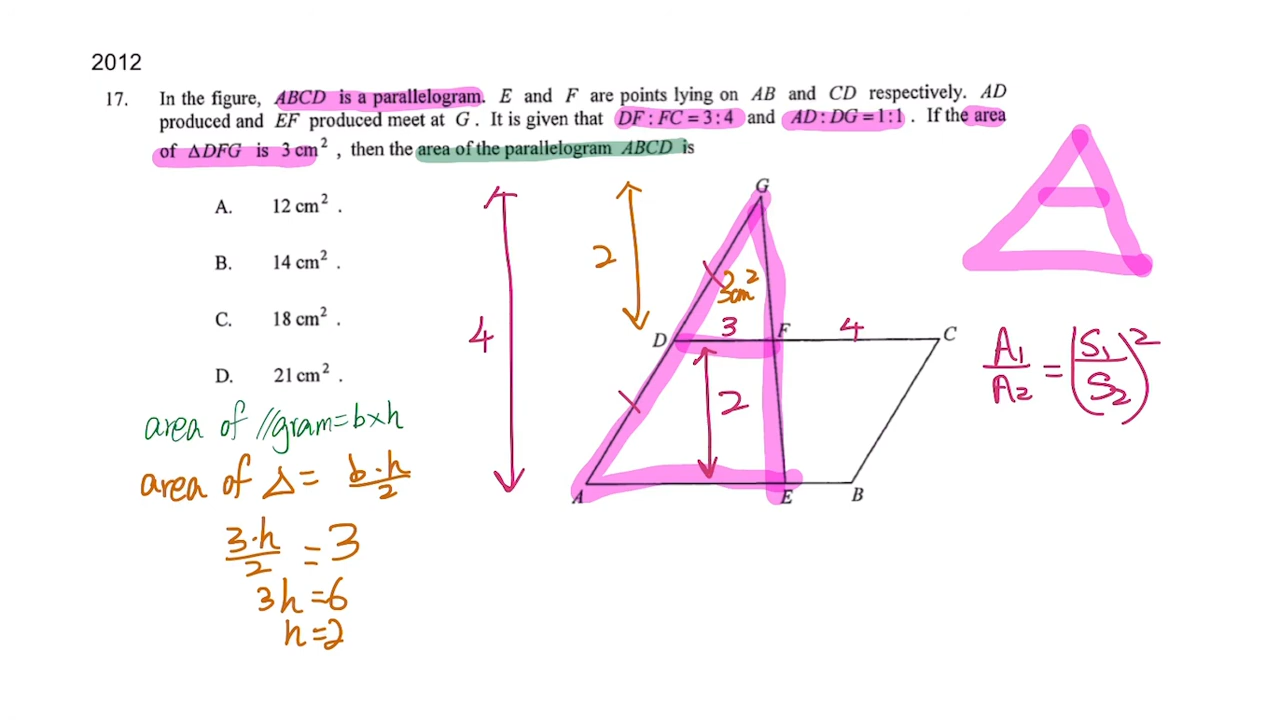 2012
17. In the figure, ABCD is a parallelogram. E and F are points lying on AB and CD respectively. AD
produced and EF produced meet at G. It is given that DF : FC = 3 : 4 and AD : DG = 1 : 1. If the area
of ΔDFG is 3 cm², then the area of the parallelogram ABCD is
A. 12 cm².
B. 14 cm².
C. 18 cm².
D. 21 cm².
area of //gram=b×h
area of Δ= b·h/2
3·h/2 = 3
3h=6
h=2
4
2
G
3cm²
D
3
F
4
C
2
A
E
B
A1/A2 = (S1/S2)²